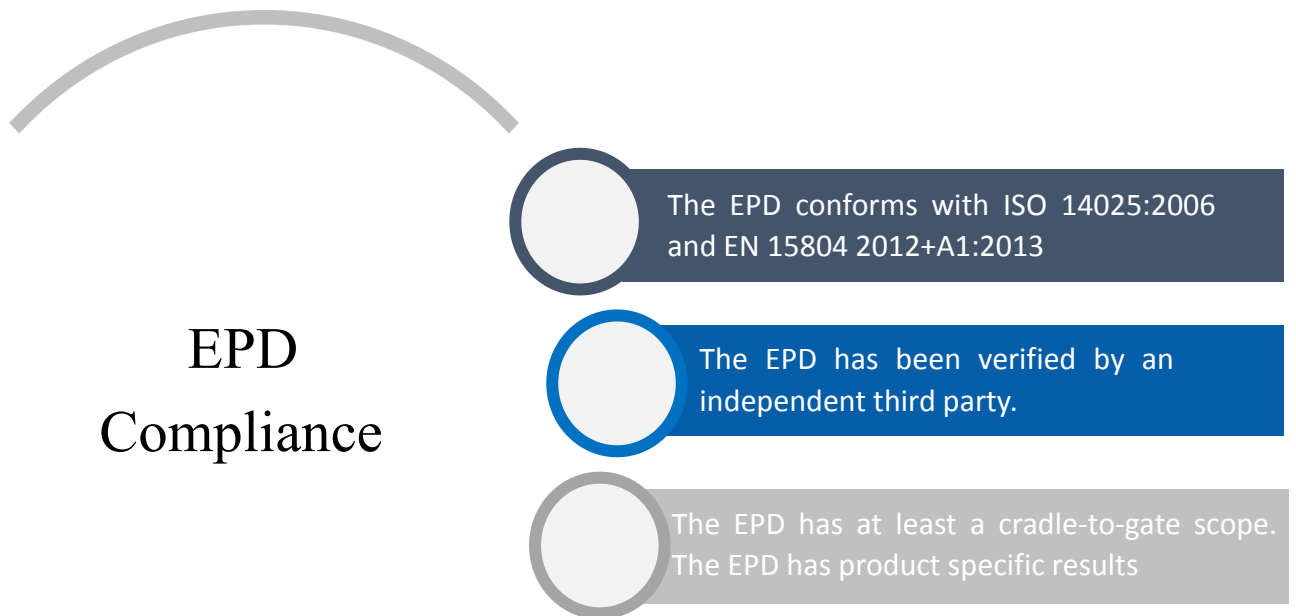 EPD
Compliance
The EPD conforms with ISO 14025:2006
and EN 15804 2012+A1:2013
The EPD has been verified by an
independent third party.
The EPD has at least a cradle-to-gate scope.
The EPD has product specific results